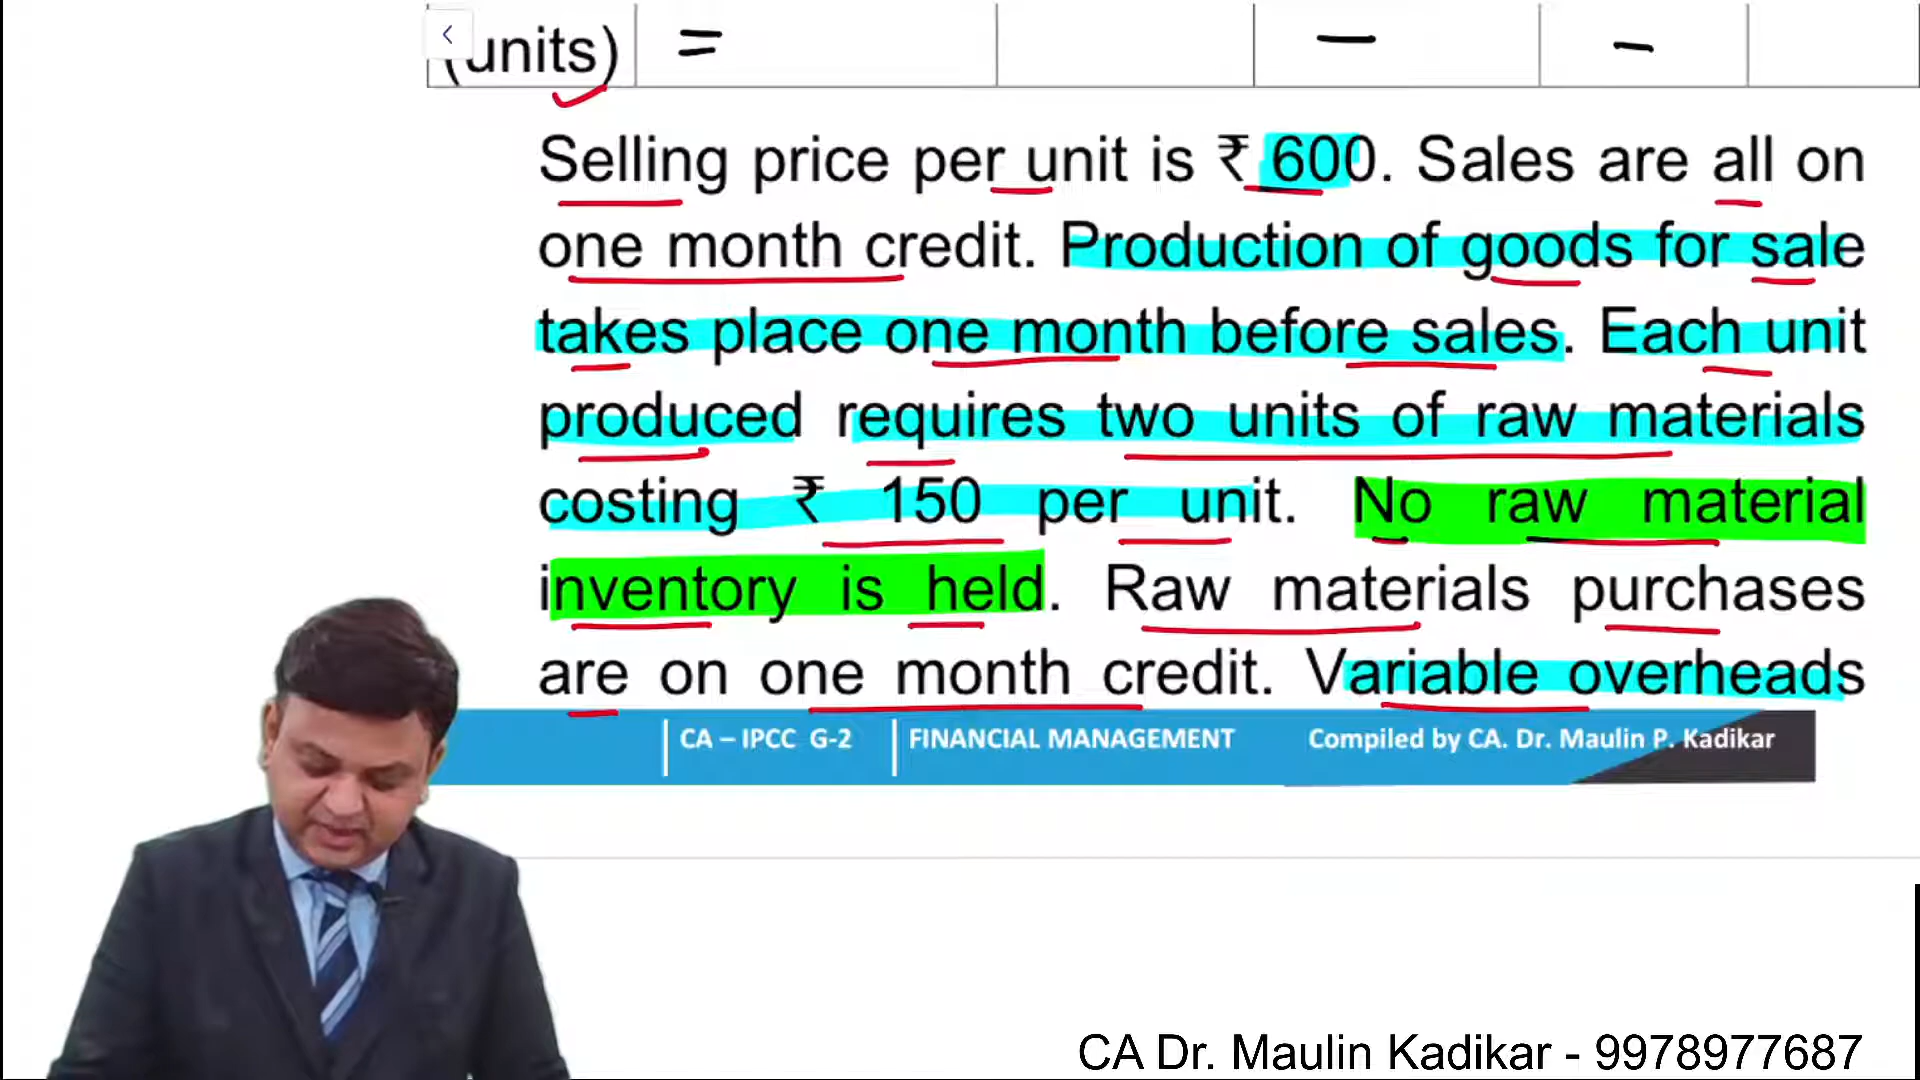 (units) =
Selling price per unit is ₹ 600. Sales are all on
one month credit. Production of goods for sale
takes place one month before sales. Each unit
produced requires two units of raw materials
costing ₹ 150 per unit. No raw material
inventory is held. Raw materials purchases
are on one month credit. Variable overheads
CA – IPCC G-2 FINANCIAL MANAGEMENT Compiled by CA. Dr. Maulin P. Kadikar
CA Dr. Maulin Kadikar - 9978977687